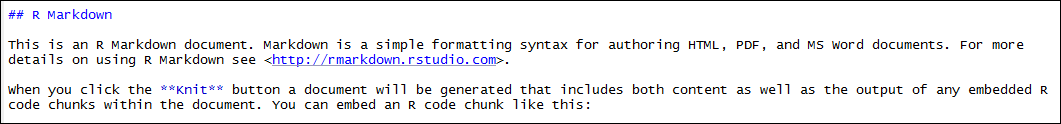 ## R Markdown
This is an R Markdown document. Markdown is a simple formatting syntax for authoring HTML, PDF, and MS Word documents. For more
details on using R Markdown see <http://rmarkdown.rstudio.com>.
When you click the **Knit** button a document will be generated that includes both content as well as the output of any embedded R
code chunks within the document. You can embed an R code chunk like this: